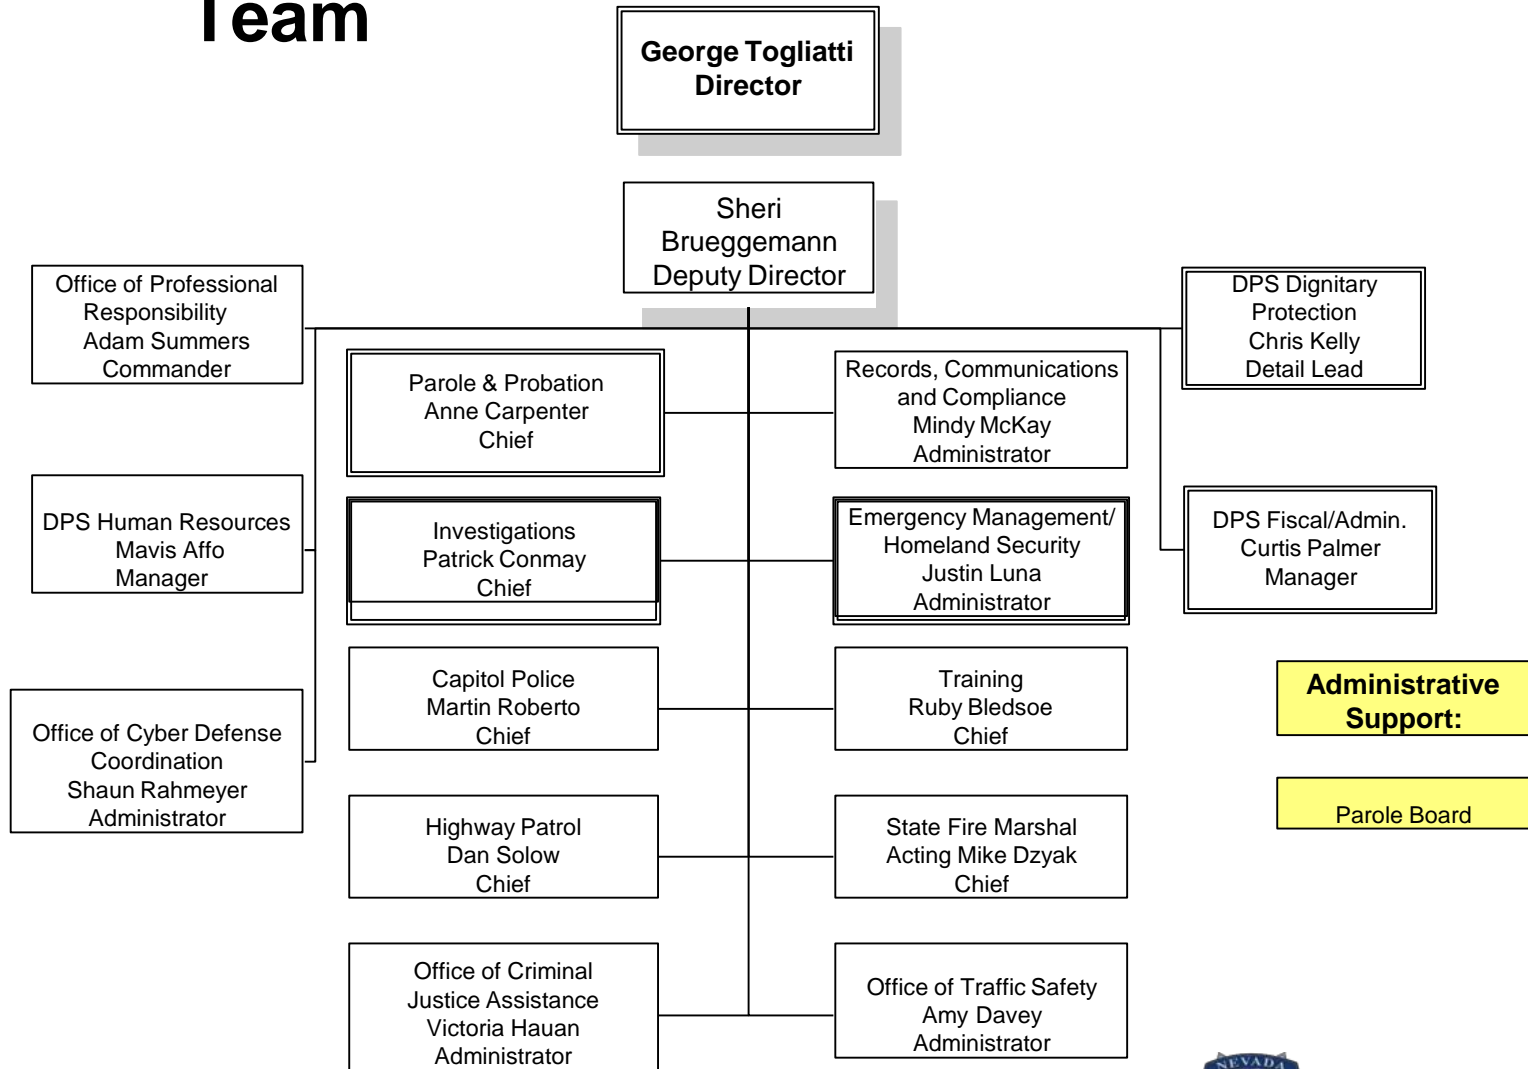 Team
George Togliatti
Director
Sheri
Brueggemann
Deputy Director
Office of Professional
Responsibility
Adam Summers
Commander
DPS Dignitary
Protection
Chris Kelly
Detail Lead
Parole & Probation
Anne Carpenter
Chief
Records, Communications
and Compliance
Mindy McKay
Administrator
DPS Human Resources
Mavis Affo
Manager
Investigations
Patrick Conmay
Chief
Emergency Management/
Homeland Security
Justin Luna
Administrator
DPS Fiscal/Admin.
Curtis Palmer
Manager
Capitol Police
Martin Roberto
Chief
Training
Ruby Bledsoe
Chief
Administrative
Support:
Office of Cyber Defense
Coordination
Shaun Rahmeyer
Administrator
Parole Board
Highway Patrol
Dan Solow
Chief
State Fire Marshal
Acting Mike Dzyak
Chief
Office of Criminal
Justice Assistance
Victoria Hauan
Administrator
Office of Traffic Safety
Amy Davey
Administrator
NEVADA